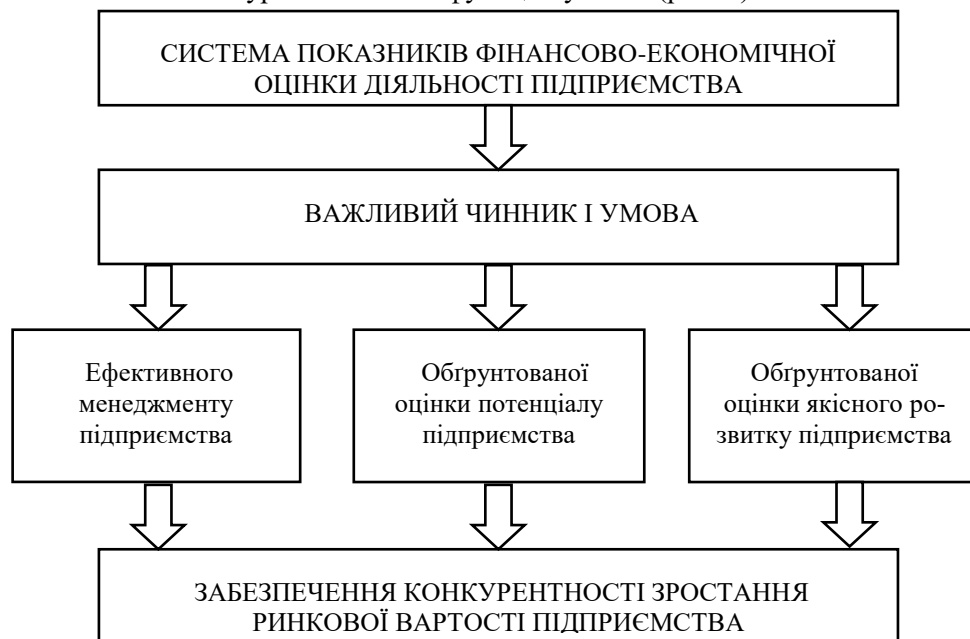 СИСТЕМА ПОКАЗНИКІВ ФІНАНСОВО-ЕКОНОМІЧНОЇ
ОЦІНКИ ДІЯЛЬНОСТІ ПІДПРИЄМСТВА
ВАЖЛИВИЙ ЧИННИК І УМОВА
Ефективного
менеджменту
підприємства
Обґрунтованої
оцінки потенціалу
підприємства
Обґрунтованої
оцінки якісного ро-
звитку підприємства
ЗАБЕЗПЕЧЕННЯ КОНКУРЕНТНОСТІ ЗРОСТАННЯ
РИНКОВОЇ ВАРТОСТІ ПІДПРИЄМСТВА